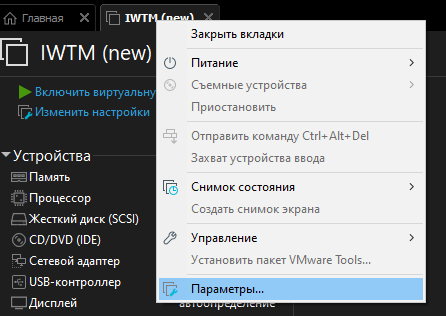 Главная
IWTM (new)
IWTM (new)
Включить виртуальну
Изменить настройки
Устройства
Память
Процессор
Жесткий диск (SCSI)
CD/DVD (IDE)
Сетевой адаптер
USB-контроллер
Дисплей
автоопределение
Закрыть вкладки
Питание
Съемные устройства
Приостановить
Отправить команду Ctrl+Alt+Del
Захват устройства ввода
Снимок состояния
Создать снимок экрана
Управление
Установить пакет VMware Tools...
Параметры...